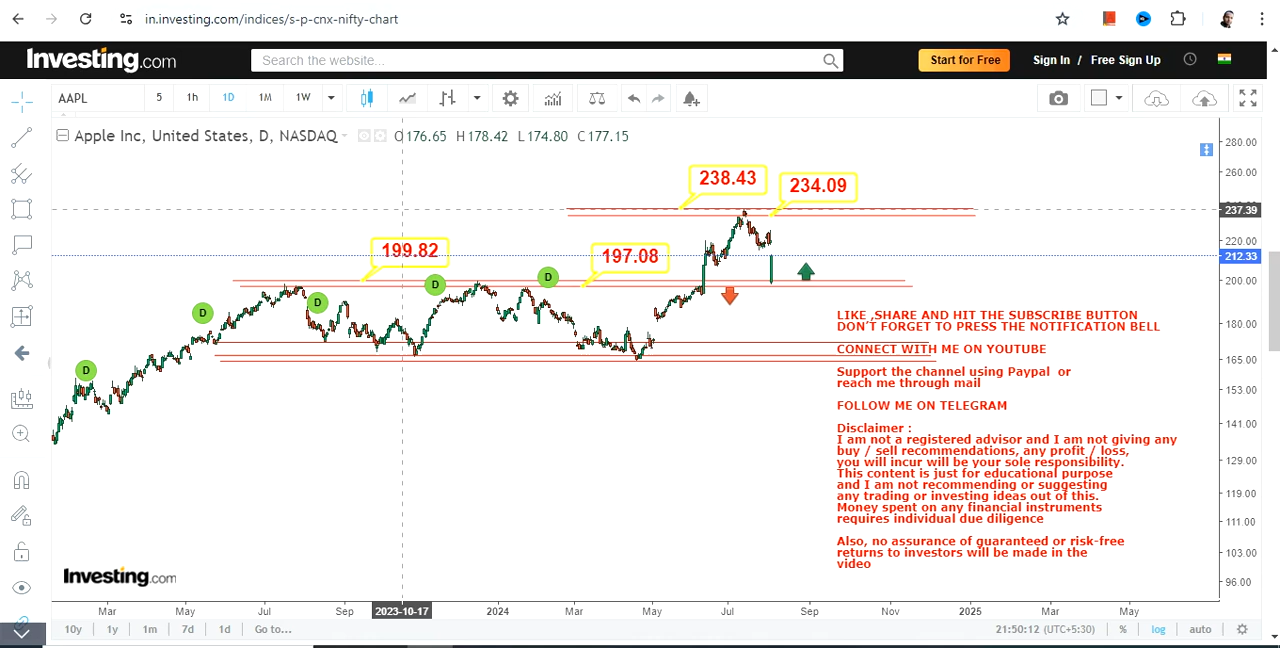 in.investing.com/indices/s-p-cnx-nifty-chart
Investing.com
Search the website...
Start for Free
Sign In / Free Sign Up
AAPL
5
1h
1D
1M
1W
Apple Inc, United States, D, NASDAQ
O176.65 H178.42 L174.80 C177.15
280.00
260.00
238.43
234.09
237.39
220.00
199.82
197.08
212.33
200.00
D
D
D
D
D
180.00
165.00
153.00
141.00
129.00
119.00
111.00
103.00
96.00
LIKE ,SHARE AND HIT THE SUBSCRIBE BUTTON
DON'T FORGET TO PRESS THE NOTIFICATION BELL
CONNECT WITH ME ON YOUTUBE
Support the channel using Paypal or
reach me through mail
FOLLOW ME ON TELEGRAM
Disclaimer :
I am not a registered advisor and I am not giving any
buy / sell recommendations, any profit / loss,
you will incur will be your sole responsibility.
This content is just for educational purpose
and I am not recommending or suggesting
any trading or investing ideas out of this.
Money spent on any financial instruments
requires individual due diligence
Also, no assurance of guaranteed or risk-free
returns to investors will be made in the
video
Investing.com
Mar
May
Jul
Sep
2023-10-17
2024
Mar
May
Jul
Sep
Nov
2025
Mar
May
10y
1y
1m
7d
1d
Go to...
21:50:12 (UTC+5:30)
%
log
auto